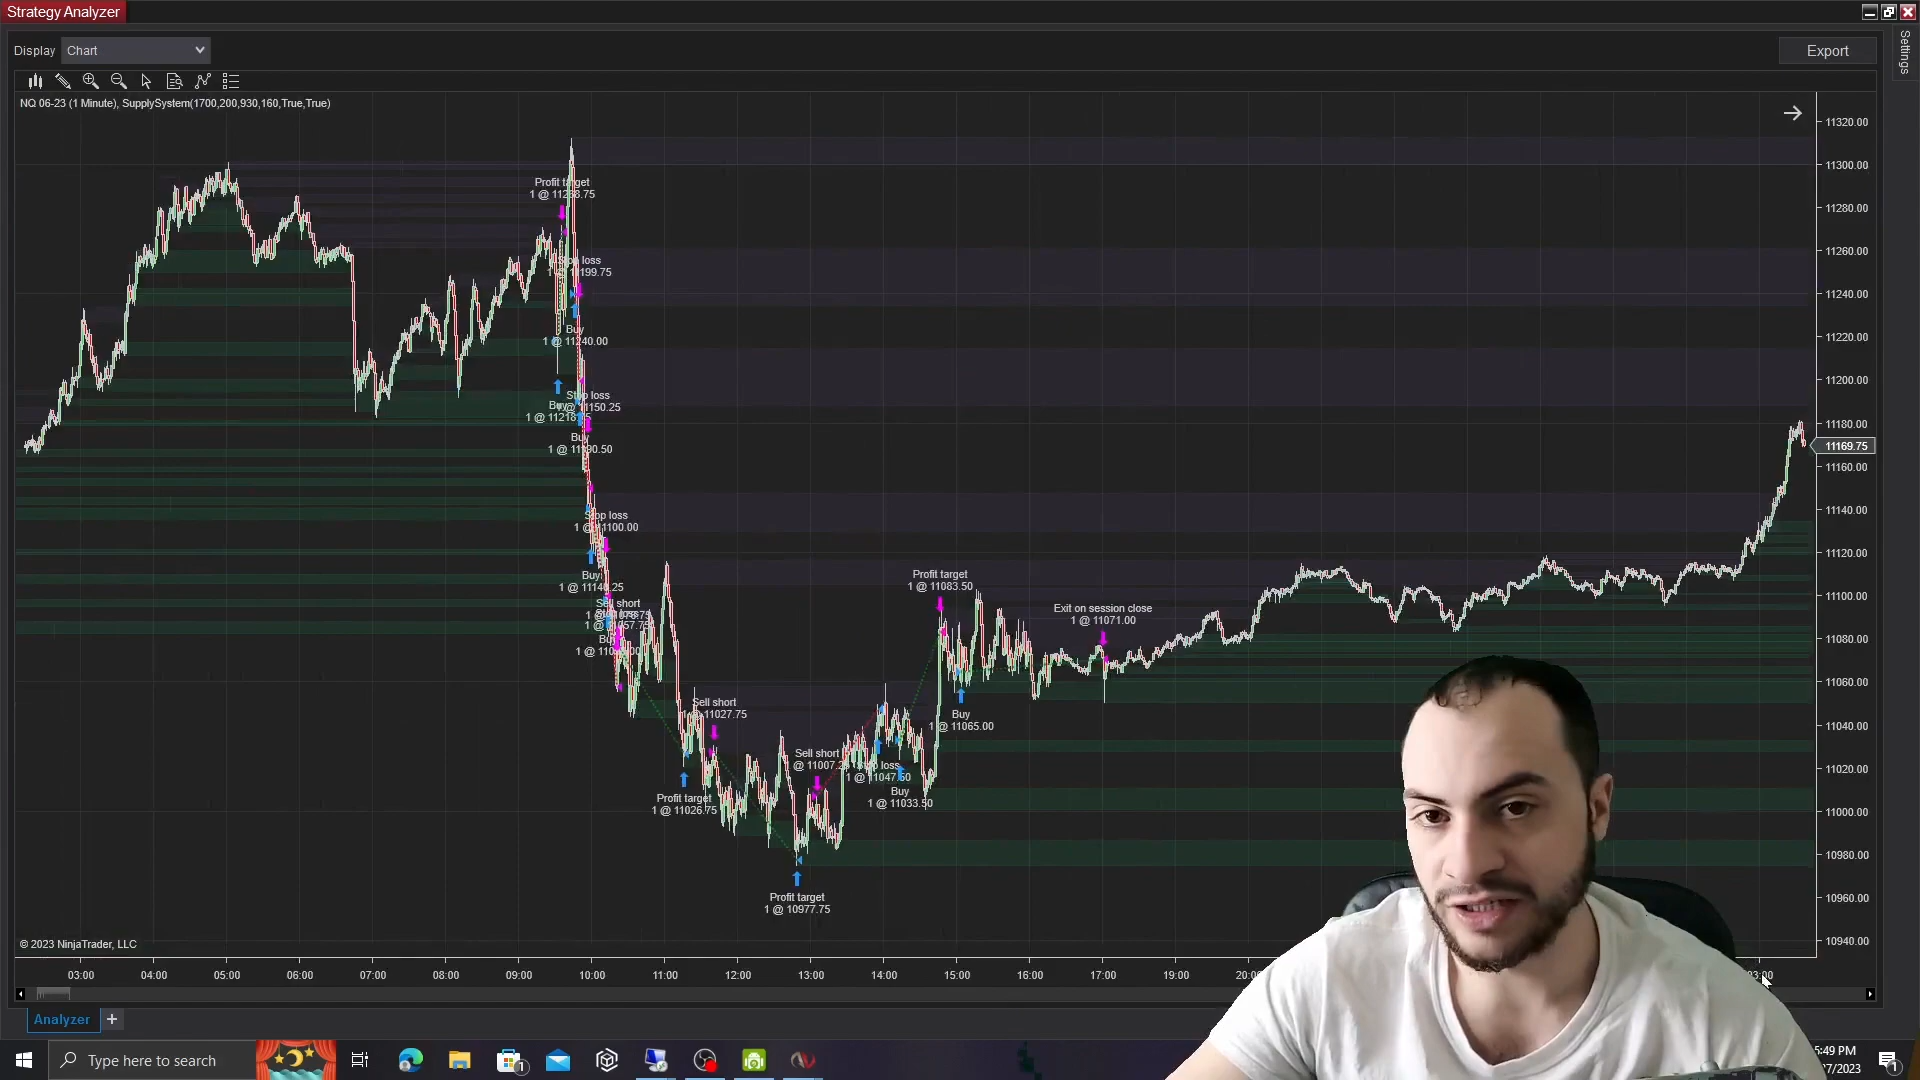 Strategy Analyzer
Display
Chart
Export
Settings
NQ 06-23 (1 Minute), SupplySystem(1700,200,930,160,True,True)
11320.00
11300.00
11280.00
11260.00
11240.00
11220.00
11200.00
11180.00
11169.75
11160.00
11140.00
11120.00
11100.00
11080.00
11060.00
11040.00
11020.00
11000.00
10980.00
10960.00
10940.00
Profit target
Stop loss
Buy
1 @ 11240.00
Stop loss
1 @
Stop loss
Buy
Sell short
Profit target
1 @ 11026.75
Sell short
11027.75
Profit target
1 @ 10977.75
Sell short
Buy
1 @ 11033.50
Profit target
1 @ 11083.50
Buy
1 @ 11065.00
Exit on session close
1 @ 11071.00
© 2023 NinjaTrader, LLC
03:00 04:00 05:00 06:00 07:00 08:00 09:00 10:00 11:00 12:00 13:00 14:00 15:00 16:00 17:00 19:00
Analyzer
+
Type here to search
5:49 PM
7/2023